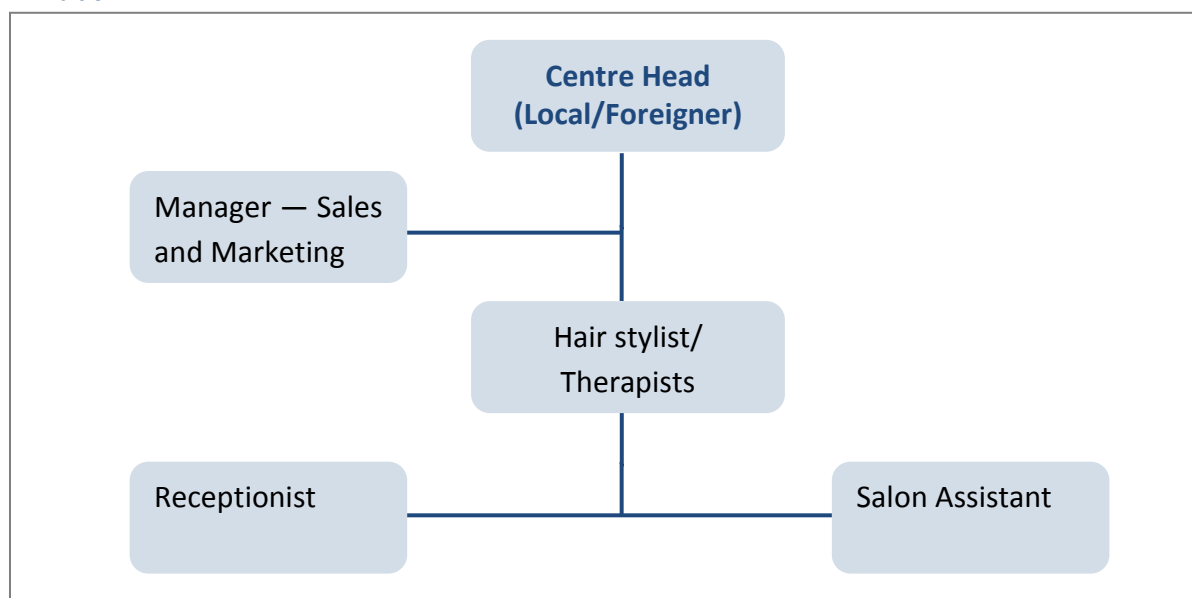 Centre Head
(Local/Foreigner)
Manager — Sales
and Marketing
Hair stylist/
Therapists
Receptionist
Salon Assistant